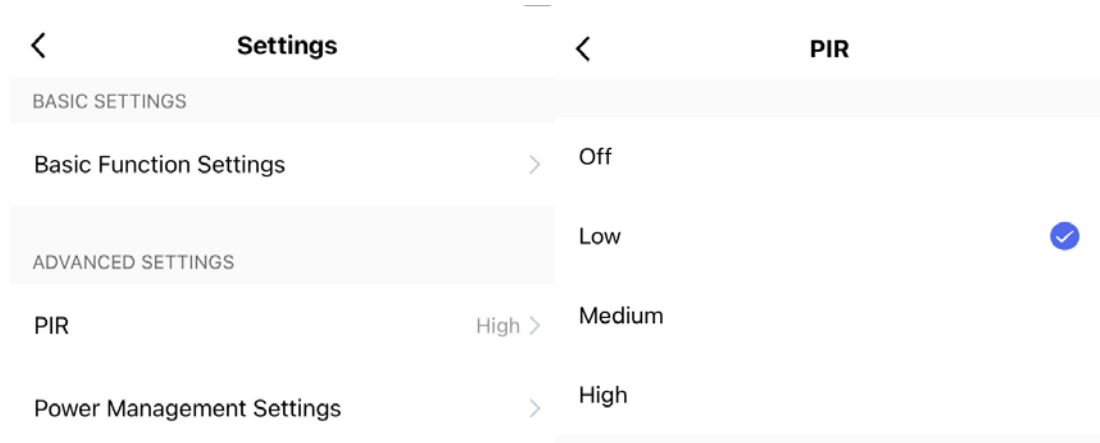 Settings
BASIC SETTINGS
Basic Function Settings
ADVANCED SETTINGS
PIR High
Power Management Settings
PIR
Off
Low
Medium
High